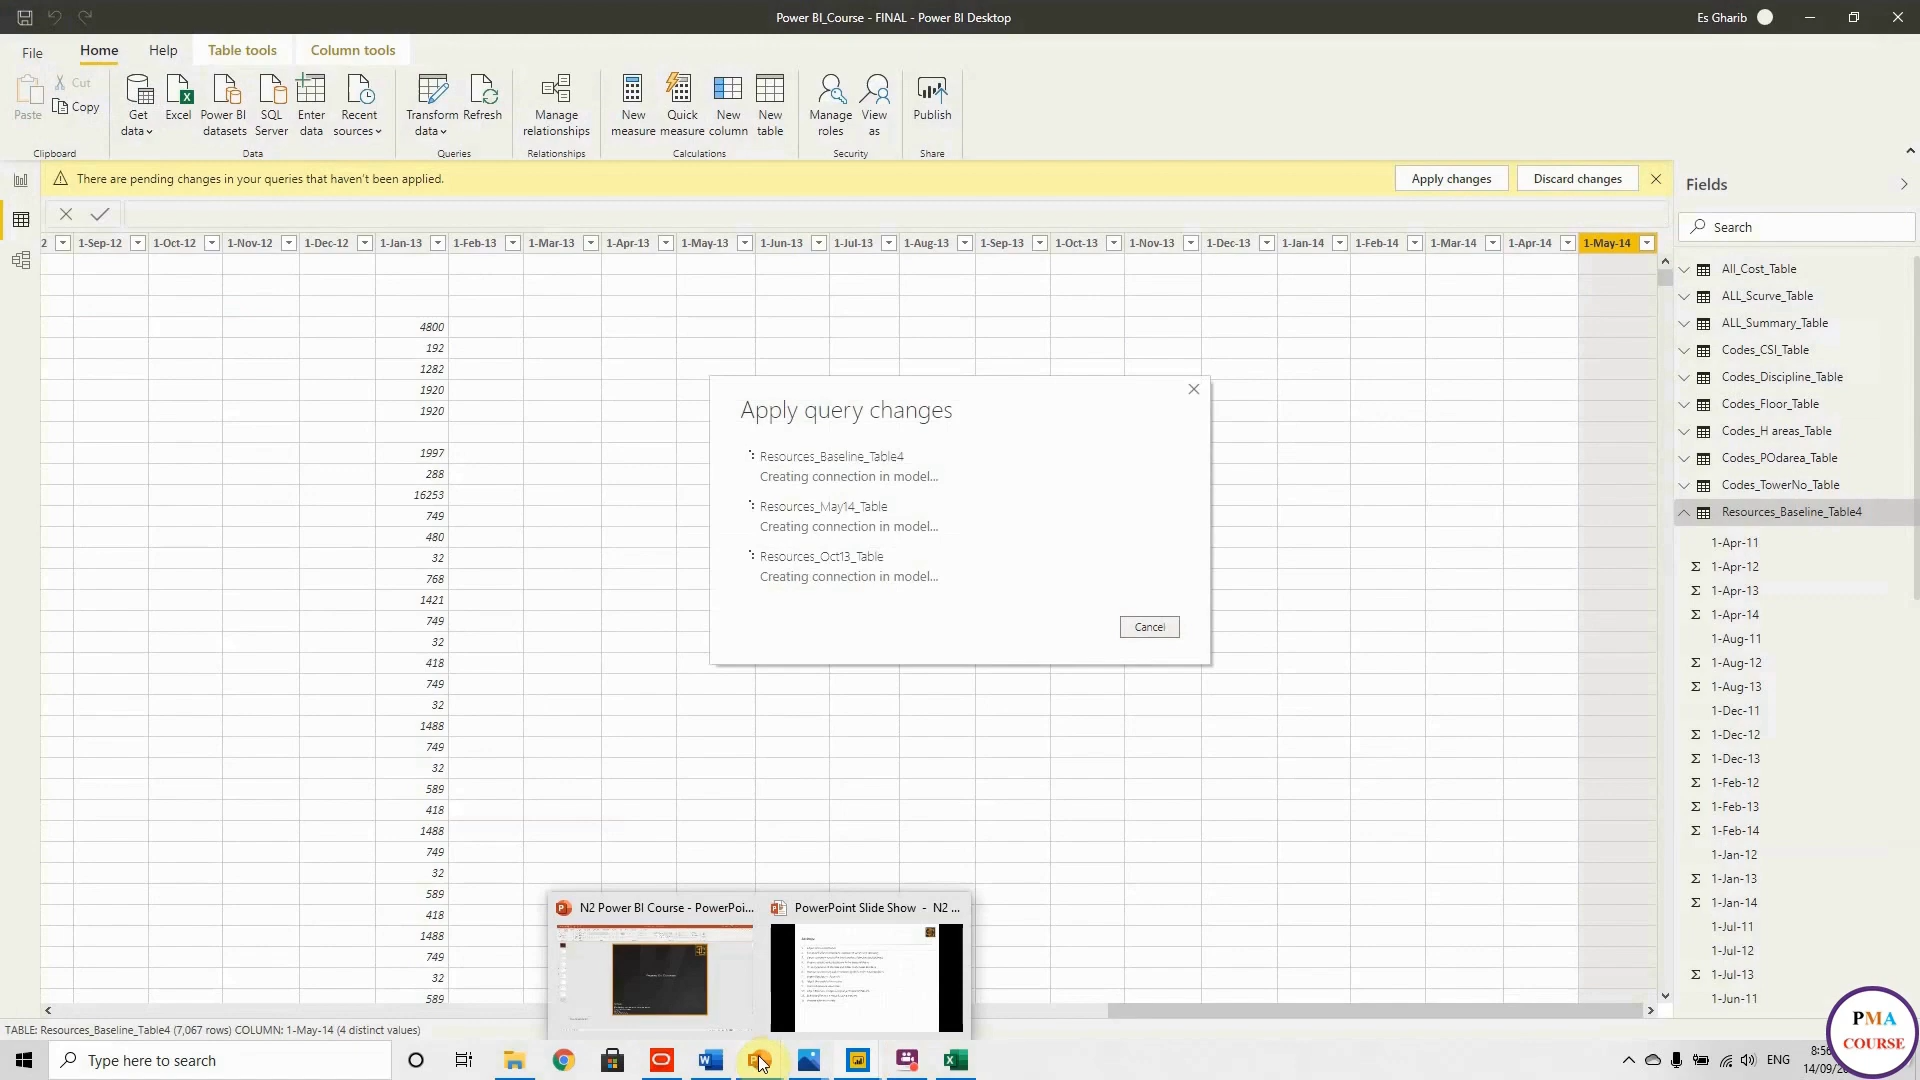 Power BI_Course - FINAL - Power BI Desktop
Es Gharib
File Home Help Table tools Column tools
Paste
Cut
Copy
Get data
Excel
Power BI datasets
SQL Server
Enter data
Recent sources
Transform data
Refresh
Manage relationships
New measure
Quick measure
New column
New table
Manage roles
View as
Publish
Clipboard Data Queries Relationships Calculations Security Share
There are pending changes in your queries that haven't been applied.
Apply changes
Discard changes
2 1-Sep-12 1-Oct-12 1-Nov-12 1-Dec-12 1-Jan-13 1-Feb-13 1-Mar-13 1-Apr-13 1-May-13 1-Jun-13 1-Jul-13 1-Aug-13 1-Sep-13 1-Oct-13 1-Nov-13 1-Dec-13 1-Jan-14 1-Feb-14 1-Mar-14 1-Apr-14 1-May-14
4800
192
1282
1920
1920
1997
288
16253
749
480
32
768
1421
749
32
418
749
32
1488
749
32
589
418
1488
749
32
589
418
1488
749
32
589
Apply query changes
Resources_Baseline_Table4
Creating connection in model...
Resources_May14_Table
Creating connection in model...
Resources_Oct13_Table
Creating connection in model...
Cancel
Fields
Search
All_Cost_Table
ALL_Scurve_Table
ALL_Summary_Table
Codes_CSI_Table
Codes_Discipline_Table
Codes_Floor_Table
Codes_H areas_Table
Codes_POdarea_Table
Codes_TowerNo_Table
Resources_Baseline_Table4
1-Apr-11
Σ 1-Apr-12
Σ 1-Apr-13
Σ 1-Apr-14
1-Aug-11
Σ 1-Aug-12
Σ 1-Aug-13
1-Dec-11
Σ 1-Dec-12
Σ 1-Dec-13
Σ 1-Feb-12
Σ 1-Feb-13
Σ 1-Feb-14
1-Jan-12
Σ 1-Jan-13
Σ 1-Jan-14
1-Jul-11
1-Jul-12
Σ 1-Jul-13
1-Jun-11
N2 Power BI Course - PowerPoi...
PowerPoint Slide Show - N2 ...
TABLE: Resources_Baseline_Table4 (7,067 rows) COLUMN: 1-May-14 (4 distinct values)
Type here to search
ENG
8:56
14/09/2
PMA
COURSE